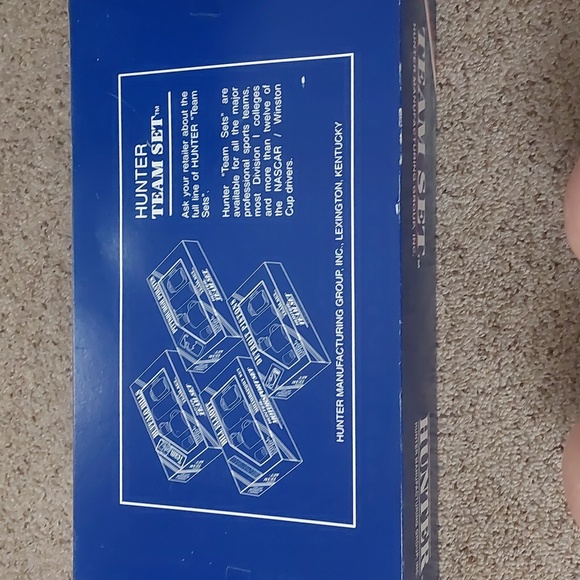 HUNTER
TEAM SET™
Ask your retailer about the
full line of HUNTER "Team
Sets".
Hunter "Team Sets" are
available for all the major
professional sports teams,
most Division I colleges
and more than twelve of
the NASCAR / Winston
Cup drivers.
HUNTER MANUFACTURING GROUP, INC., LEXINGTON, KENTUCKY
TEAM SET™
HUNTER